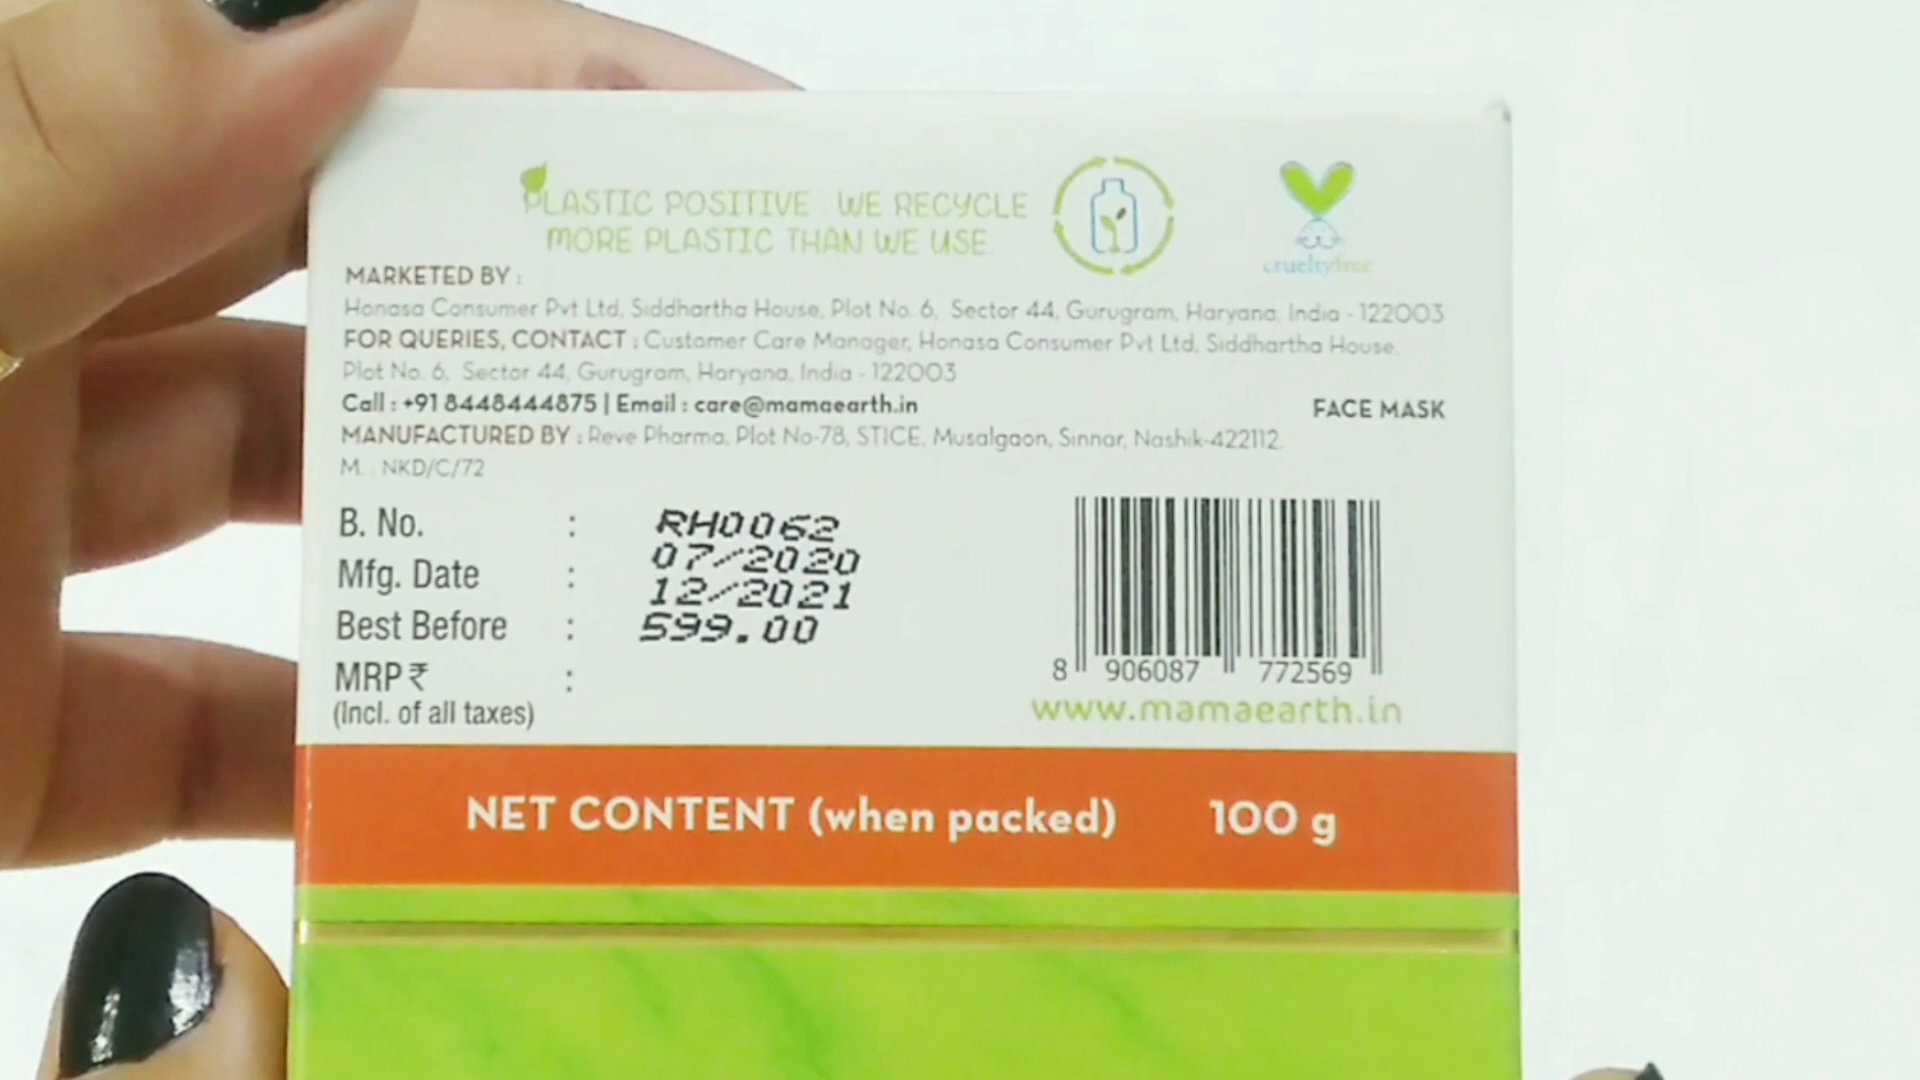 PLASTIC POSITIVE : WE RECYCLE
MORE PLASTIC THAN WE USE.
crueltyfree
MARKETED BY :
Honasa Consumer Pvt Ltd, Siddhartha House, Plot No. 6, Sector 44, Gurugram, Haryana, India - 122003
FOR QUERIES, CONTACT : Customer Care Manager, Honasa Consumer Pvt Ltd, Siddhartha House,
Plot No. 6, Sector 44, Gurugram, Haryana, India - 122003
Call : +91 8448444875 | Email : care@mamaearth.in
FACE MASK
MANUFACTURED BY : Reve Pharma, Plot No-78, STICE, Musalgaon, Sinnar, Nashik-422112.
M. : NKD/C/72
B. No. : RH0062
Mfg. Date : 07/2020
Best Before : 12/2021
MRP ₹ : 599.00
(Incl. of all taxes)
8 906087 772569
www.mamaearth.in
NET CONTENT (when packed) 100 g